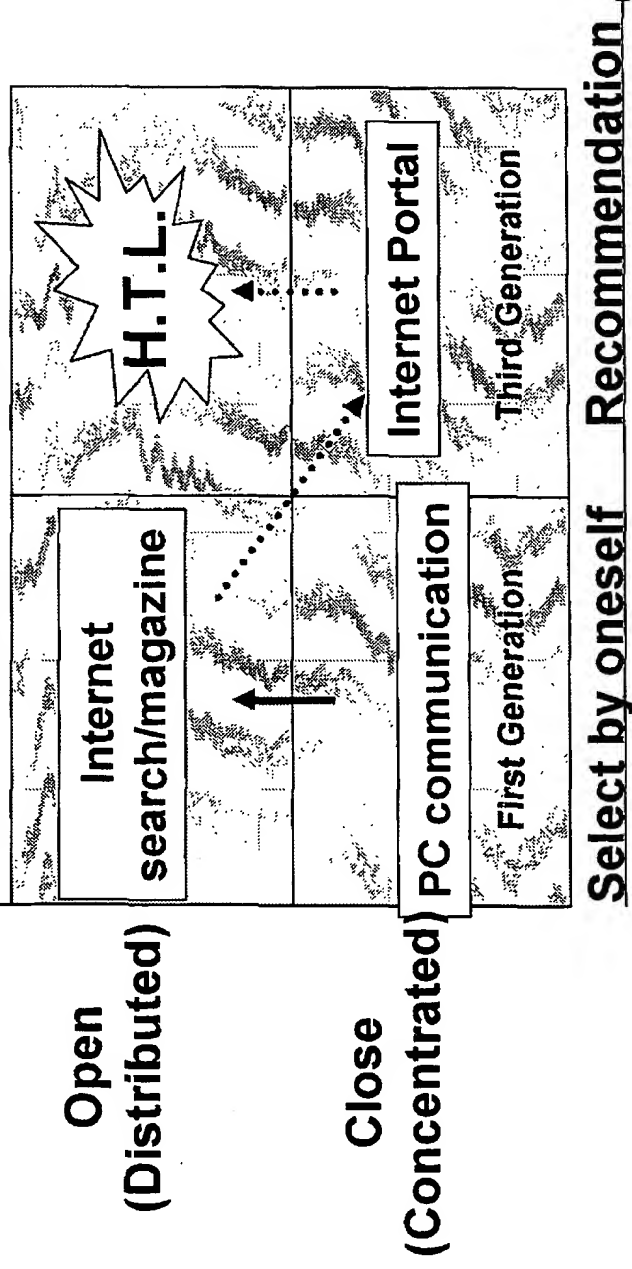 Open
(Distributed)
Internet
search/magazine
H.T.L.
Close
(Concentrated)
PC communication
First Generation
Internet Portal
Third Generation
Select by oneself
Recommendation